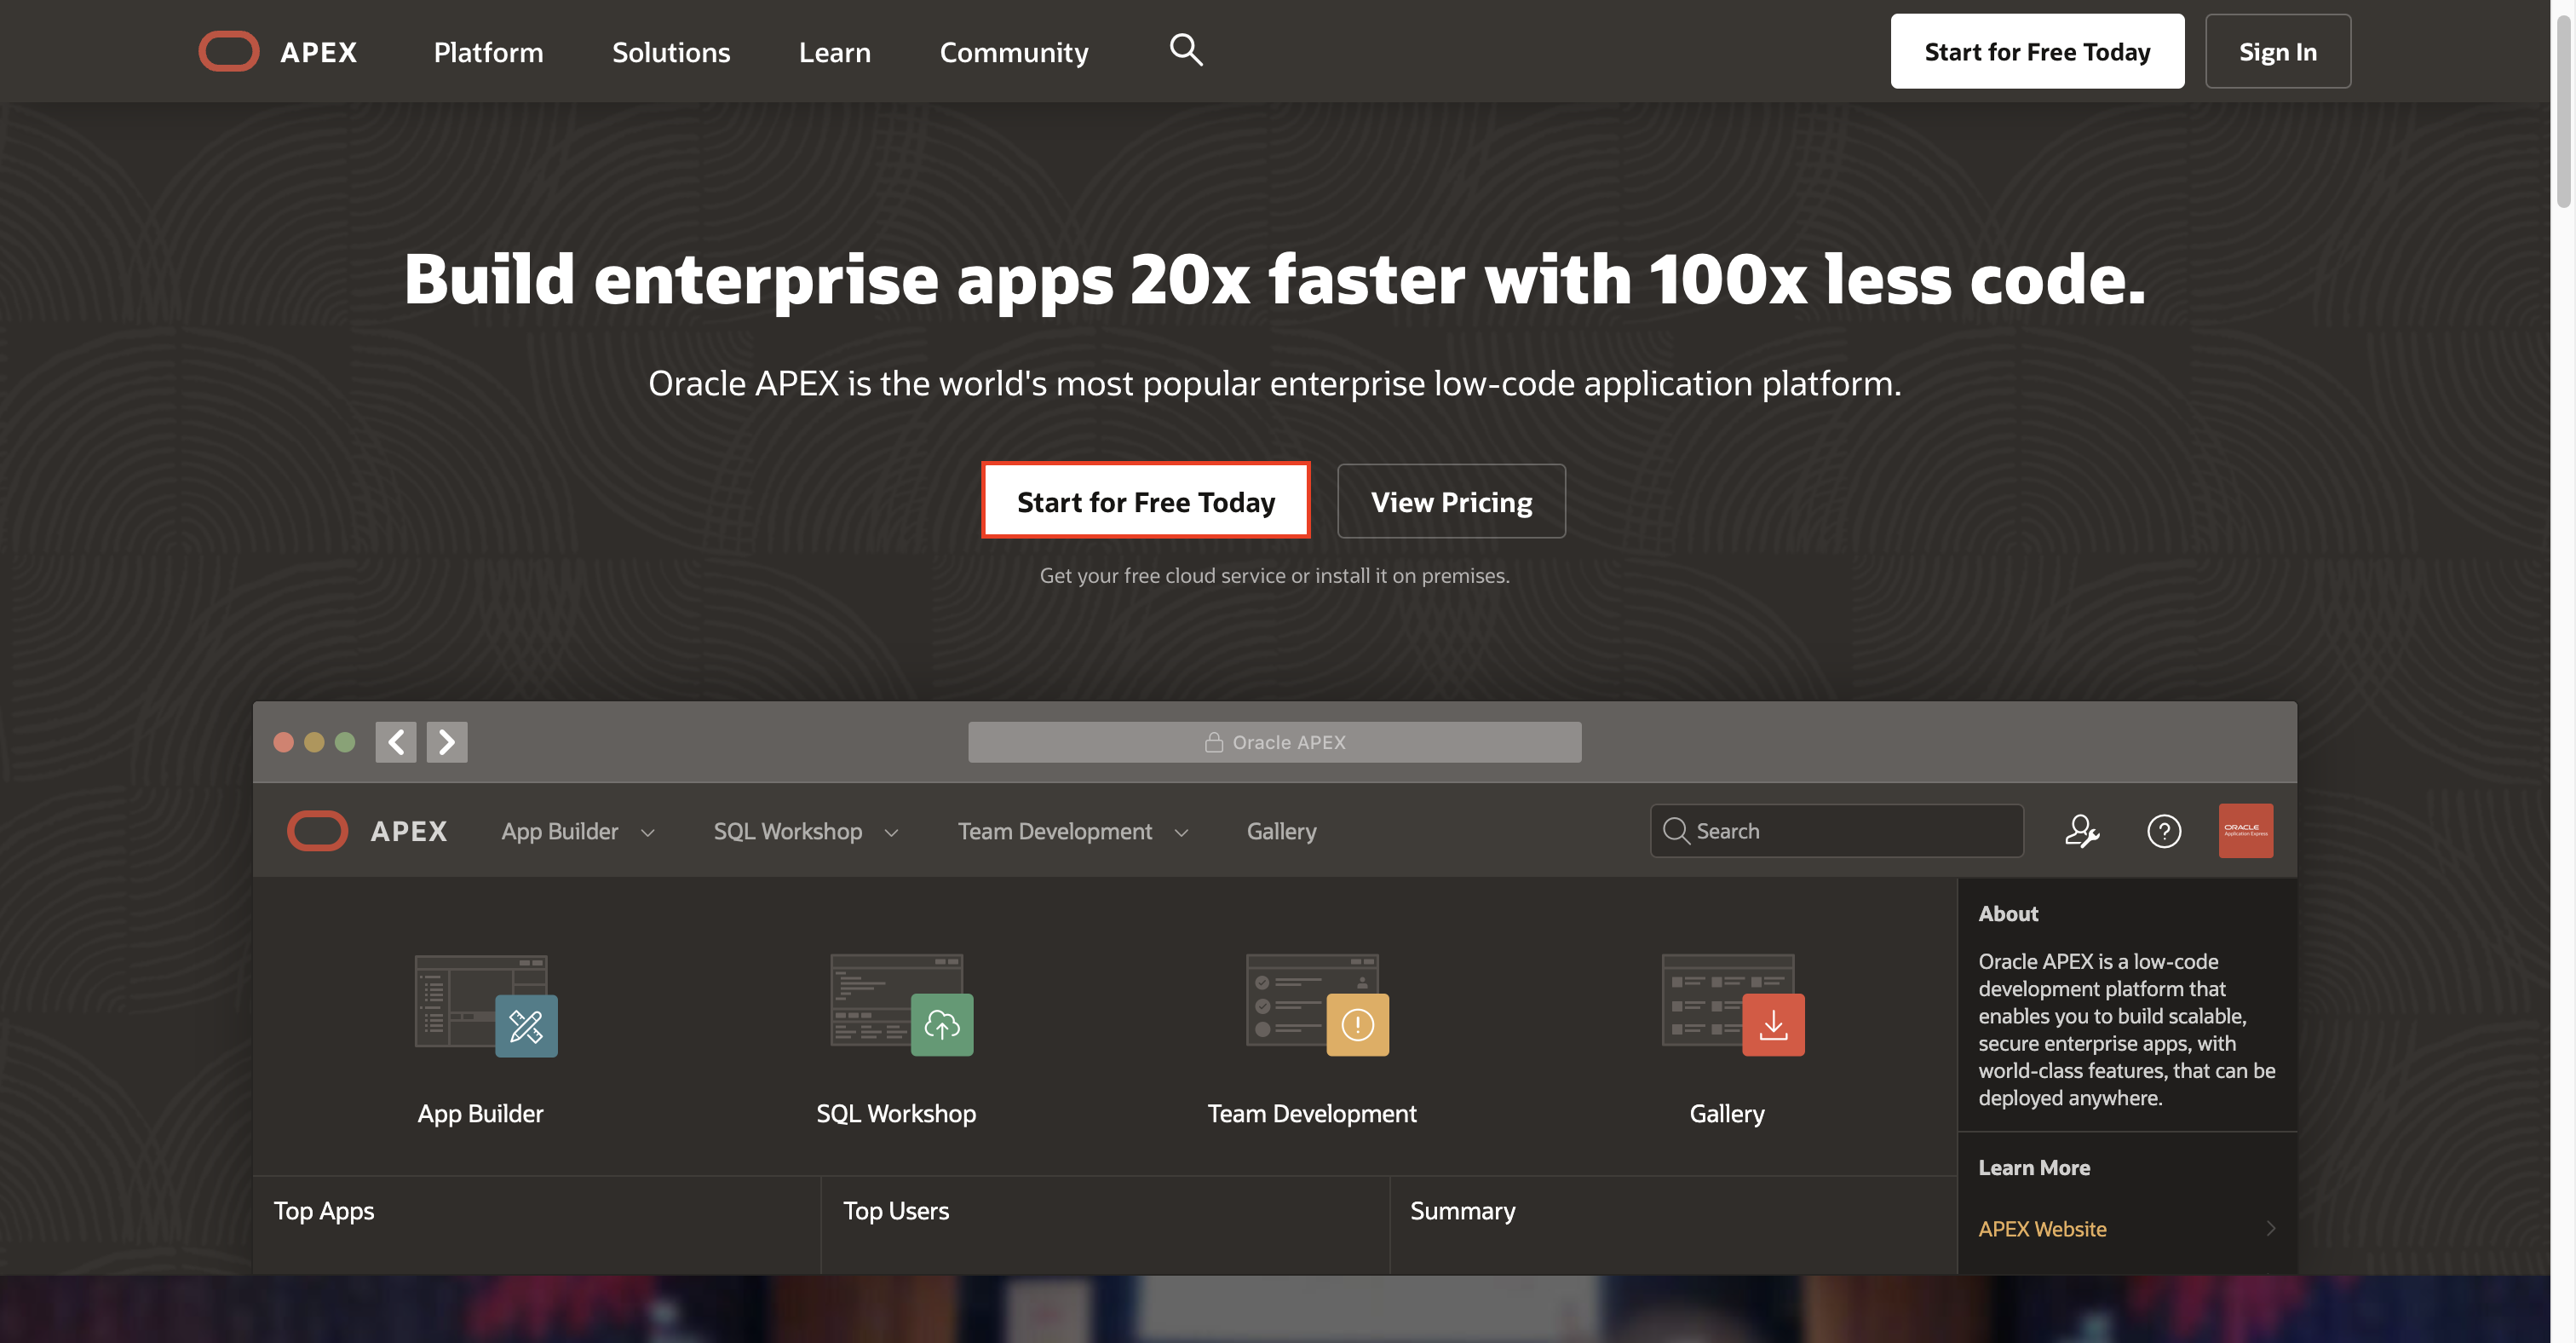 APEX Platform Solutions Learn Community Start for Free Today Sign In
Build enterprise apps 20x faster with 100x less code.
Oracle APEX is the world's most popular enterprise low-code application platform.
Start for Free Today View Pricing
Get your free cloud service or install it on premises.
Oracle APEX
APEX App Builder SQL Workshop Team Development Gallery Search ORACLE
Application Express
App Builder SQL Workshop Team Development Gallery
About
Oracle APEX is a low-code
development platform that
enables you to build scalable,
secure enterprise apps, with
world-class features, that can be
deployed anywhere.
Learn More
APEX Website
Top Apps Top Users Summary